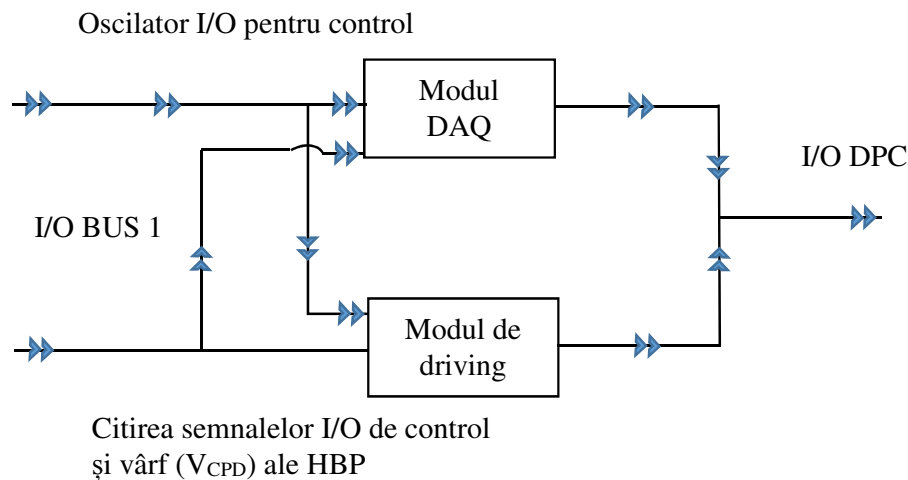 Oscilator I/O pentru control
Modul
DAQ
I/O DPC
I/O BUS 1
Modul de
driving
Citirea semnalelor I/O de control
și vârf (VCPD) ale HBP